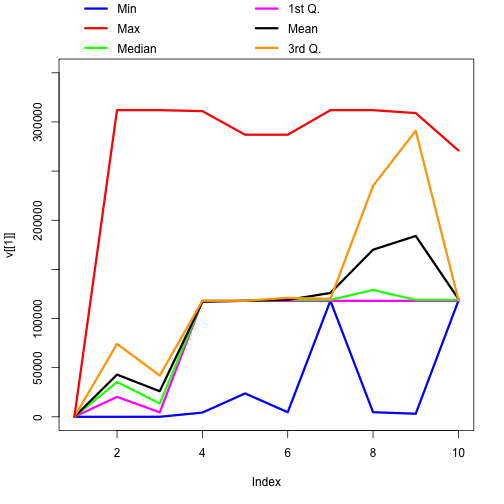 Min 1st Q.
Max Mean
Median 3rd Q.
v[[1]]
300000
200000
100000
50000
0
2 4 6 8 10
Index